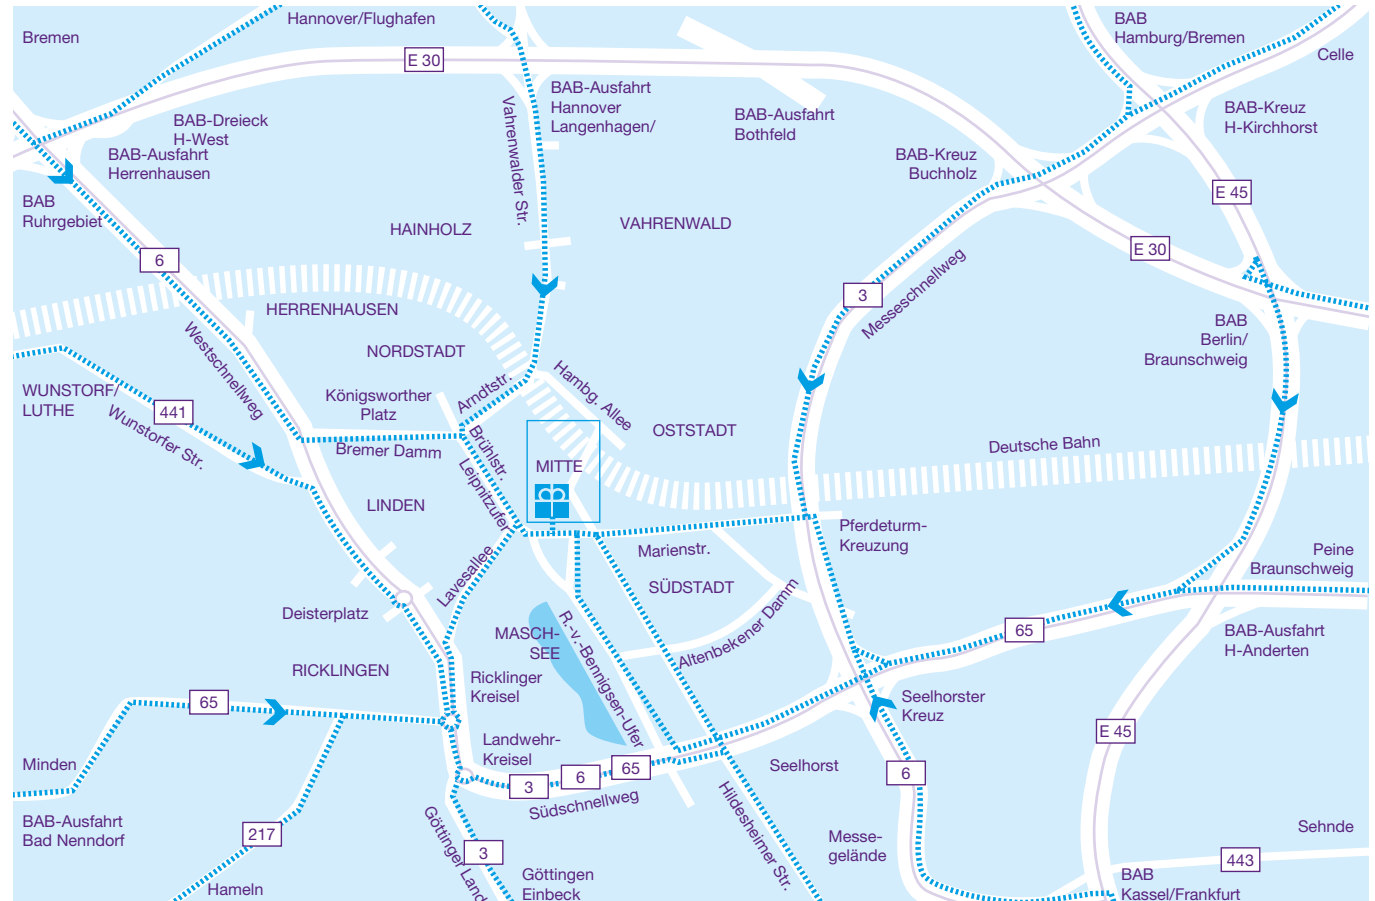 Hannover/Flughafen
Bremen
BAB
Hamburg/Bremen
Celle
E 30
BAB-Ausfahrt
Hannover
Langenhagen/
BAB-Ausfahrt
Bothfeld
BAB-Kreuz
H-Kirchhorst
BAB-Dreieck
H-West
BAB-Ausfahrt
Herrenhausen
Vahrenwalder Str.
BAB-Kreuz
Buchholz
E 45
BAB
Ruhrgebiet
HAINHOLZ
VAHRENWALD
E 30
6
3
Messeschnellweg
HERRENHAUSEN
BAB
Berlin/
Braunschweig
Westschnellweg
NORDSTADT
WUNSTORF/
LUTHE
441
Wunstorfer Str.
Königsworther
Platz
Arndtstr.
Hambg. Allee
OSTSTADT
Deutsche Bahn
Bremer Damm
Brühlstr.
Leipnitzufer
MITTE
LINDEN
Marienstr.
Pferdeturm-
Kreuzung
Peine
Braunschweig
Lavesallee
SÜDSTADT
Deisterplatz
MASCH-
SEE
R.-v.-Bennigsen-Ufer
Altenbekener Damm
65
BAB-Ausfahrt
H-Anderten
RICKLINGEN
Ricklinger
Kreisel
65
Seelhorster
Kreuz
E 45
Landwehr-
Kreisel
Minden
3
6
65
Seelhorst
6
Südschnellweg
Hildesheimer Str.
BAB-Ausfahrt
Bad Nenndorf
217
Göttinger Land
3
Messe-
gelände
Sehnde
443
Hameln
Göttingen
Einbeck
BAB
Kassel/Frankfurt